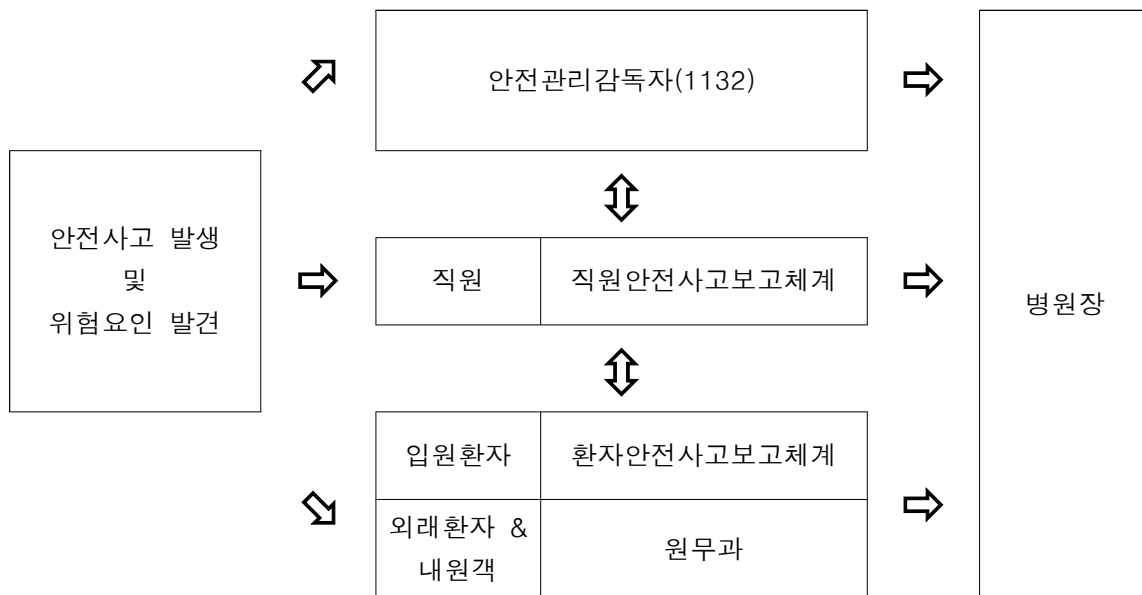 안전관리감독자(1132)
안전사고 발생
및
위험요인 발견
직원
직원안전사고보고체계
병원장
입원환자
환자안전사고보고체계
외래환자 &
내원객
원무과